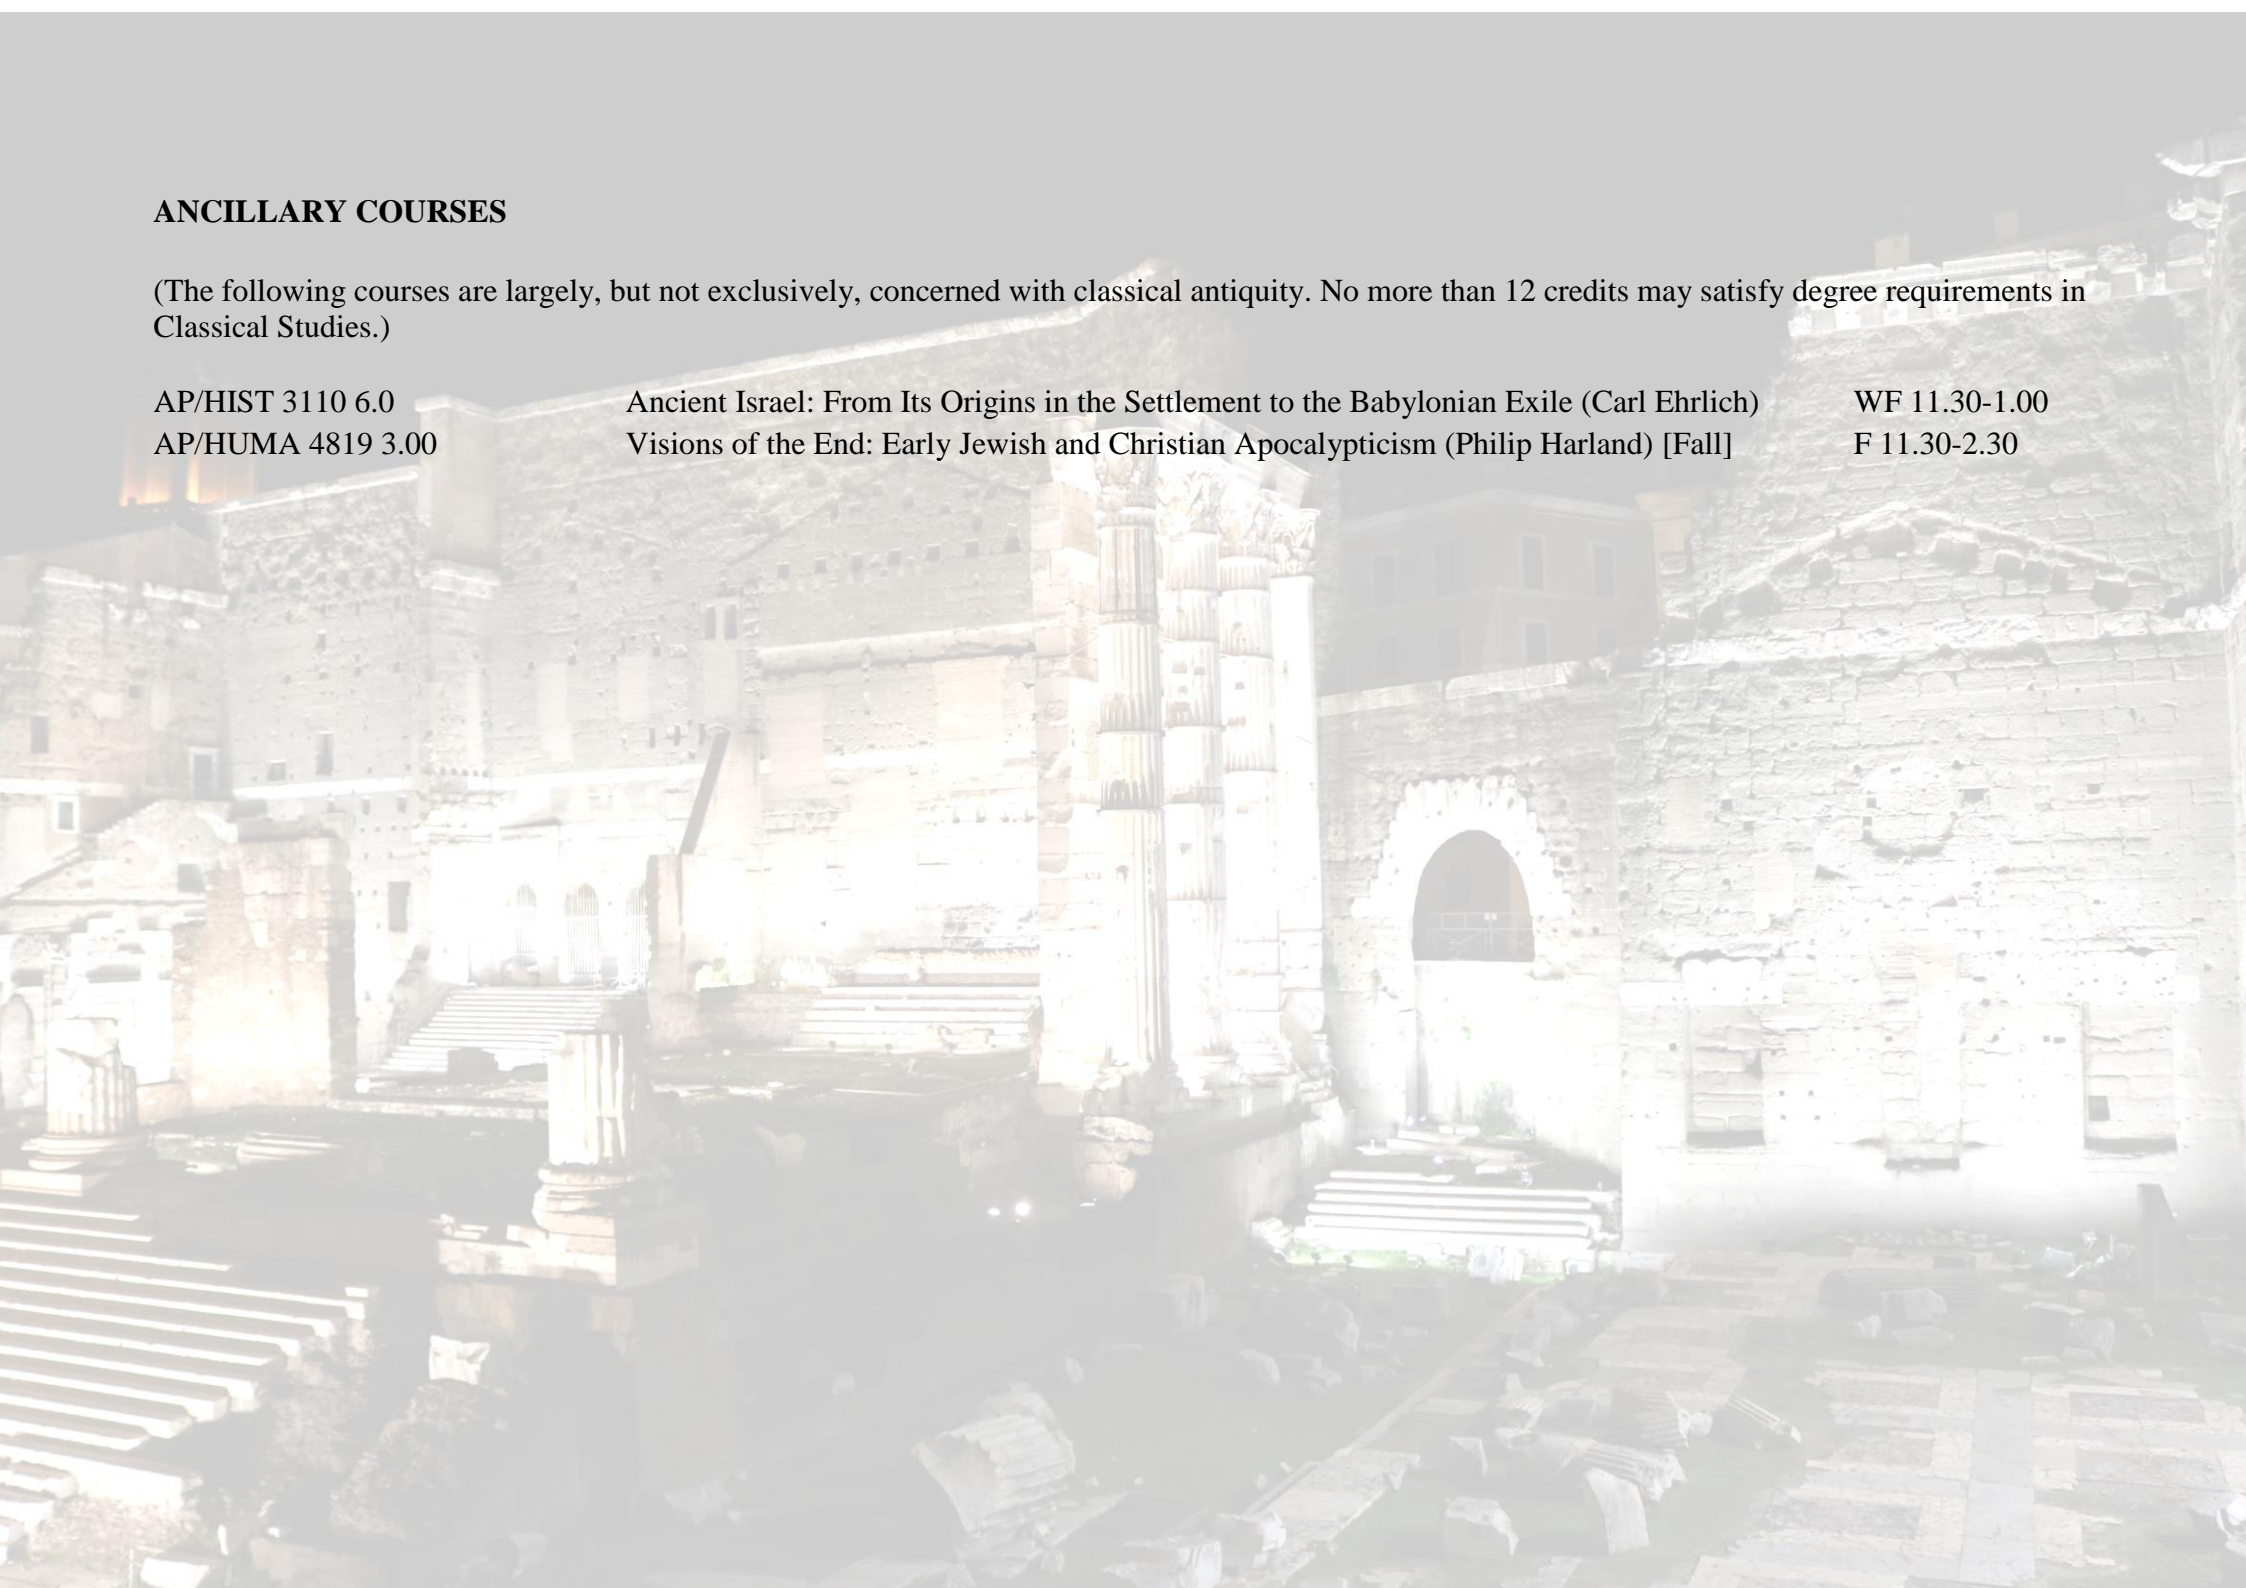 ANCILLARY COURSES
(The following courses are largely, but not exclusively, concerned with classical antiquity. No more than 12 credits may satisfy degree requirements in
Classical Studies.)
AP/HIST 3110 6.0 Ancient Israel: From Its Origins in the Settlement to the Babylonian Exile (Carl Ehrlich) WF 11.30-1.00
AP/HUMA 4819 3.00 Visions of the End: Early Jewish and Christian Apocalypticism (Philip Harland) [Fall] F 11.30-2.30